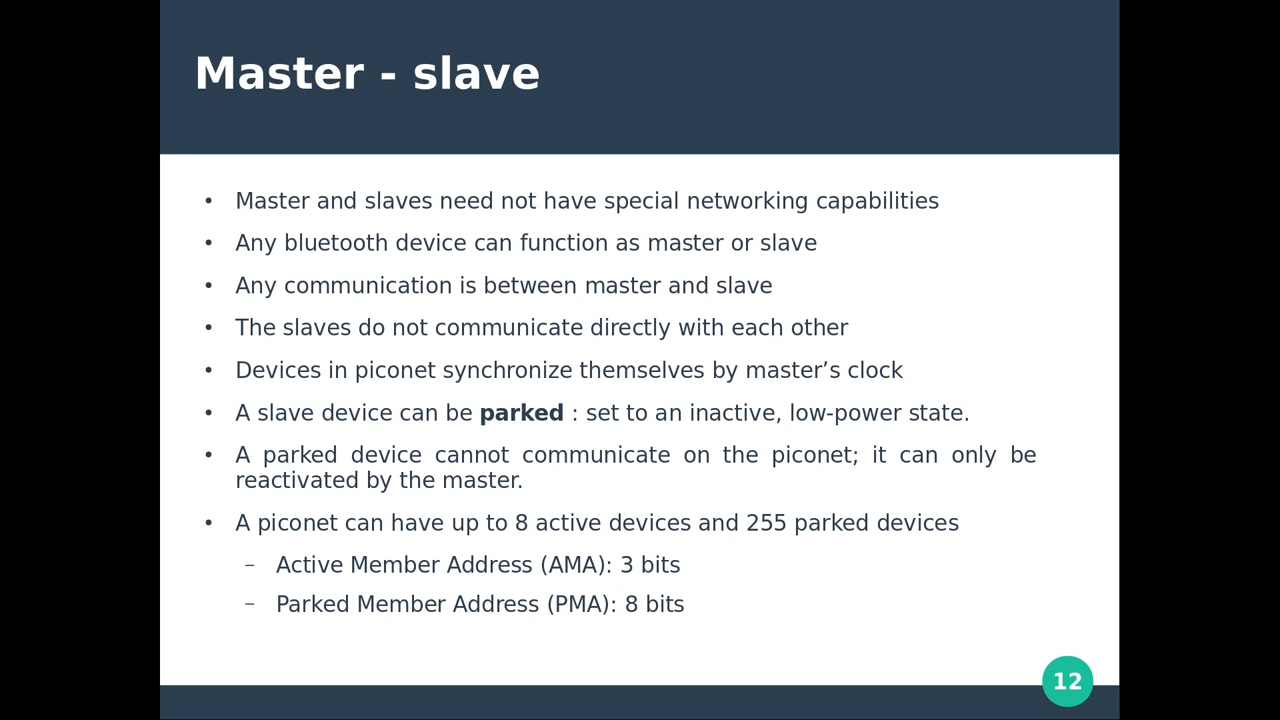 Master - slave
• Master and slaves need not have special networking capabilities
• Any bluetooth device can function as master or slave
• Any communication is between master and slave
• The slaves do not communicate directly with each other
• Devices in piconet synchronize themselves by master’s clock
• A slave device can be parked : set to an inactive, low-power state.
• A parked device cannot communicate on the piconet; it can only be
reactivated by the master.
• A piconet can have up to 8 active devices and 255 parked devices
– Active Member Address (AMA): 3 bits
– Parked Member Address (PMA): 8 bits
12